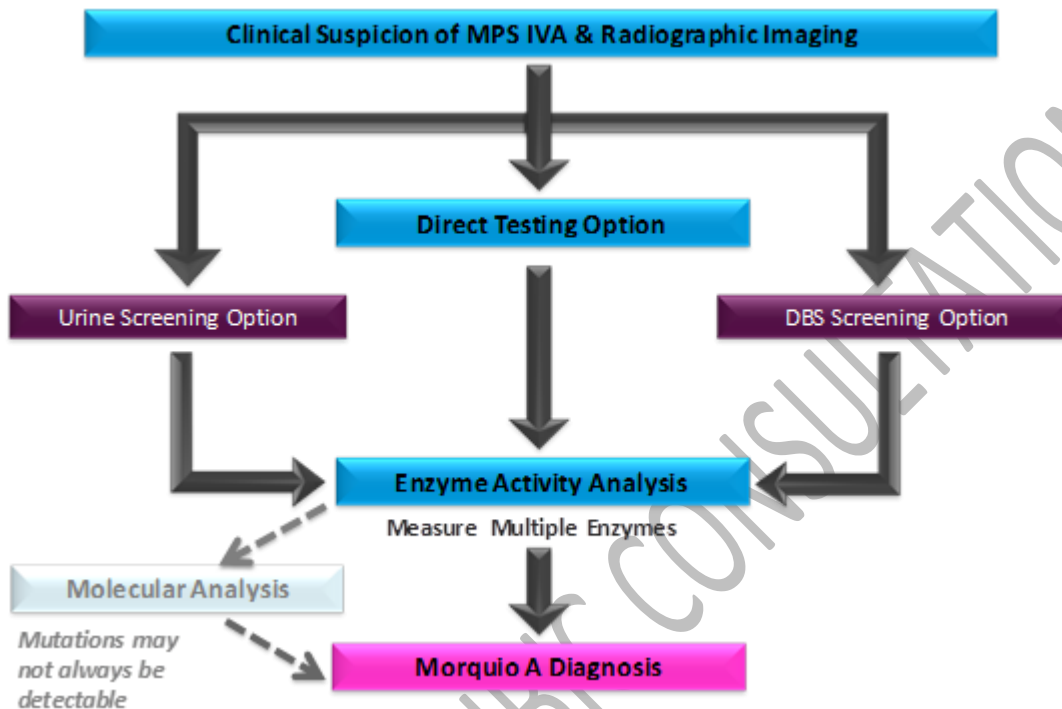 Clinical Suspicion of MPS IVA & Radiographic Imaging
Direct Testing Option
Urine Screening Option
DBS Screening Option
Enzyme Activity Analysis
Measure Multiple Enzymes
Molecular Analysis
Mutations may
not always be
detectable
Morquio A Diagnosis
CONSULTATION